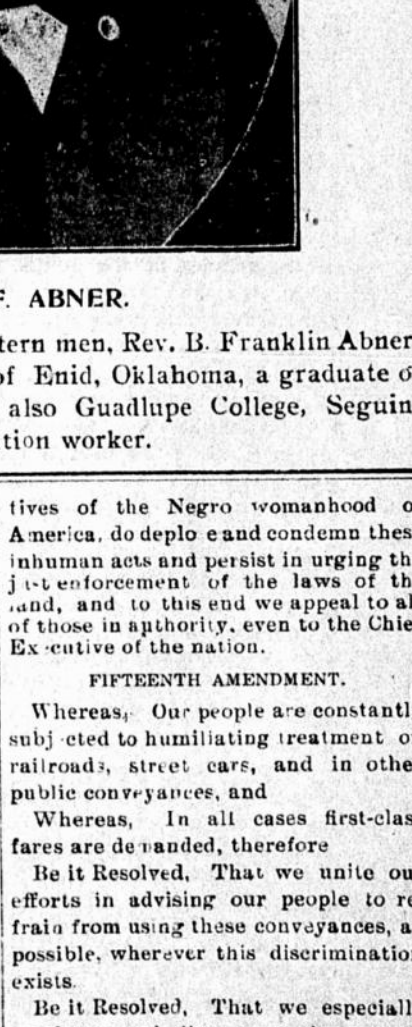 F. ABNER.
tern men, Rev. B. Franklin Abner
of Enid, Oklahoma, a graduate o
also Guadlupe College, Seguin
tion worker.
tives of the Negro womanhood o
America, do deplo e and condemn thes
inhuman acts and persist in urging th
j st enforcement of the laws of th
land, and to this end we appeal to al
of those in authority, even to the Chie
Ex cutive of the nation.
FIFTEENTH AMENDMENT.
Whereas, Our people are constantl
subj cted to humiliating treatment o
railroads, street cars, and in othe
public conveyances, and
Whereas, In all cases first-clas
fares are demanded, therefore
Be it Resolved, That we unite ou
efforts in advising our people to re
frain from using these conveyances, a
possible, wherever this discriminatio
exists.
Be it Resolved, That we especiall